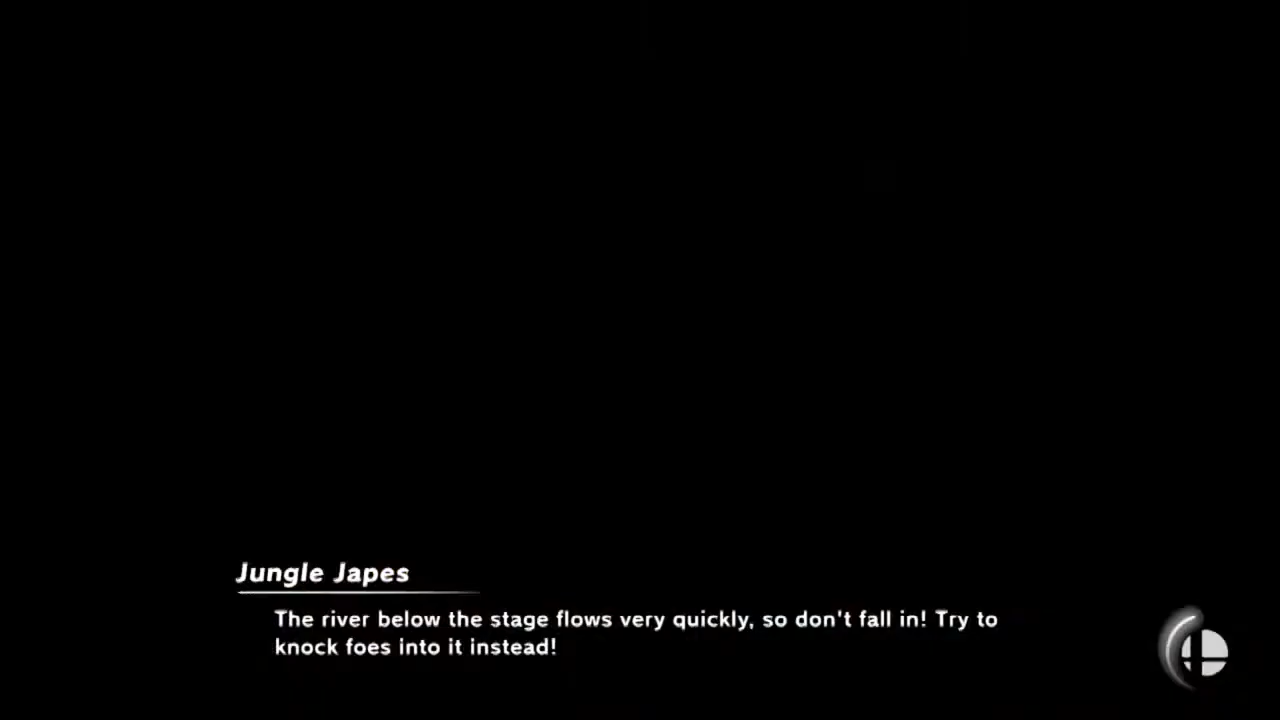 Jungle Japes
The river below the stage flows very quickly, so don't fall in! Try to
knock foes into it instead!